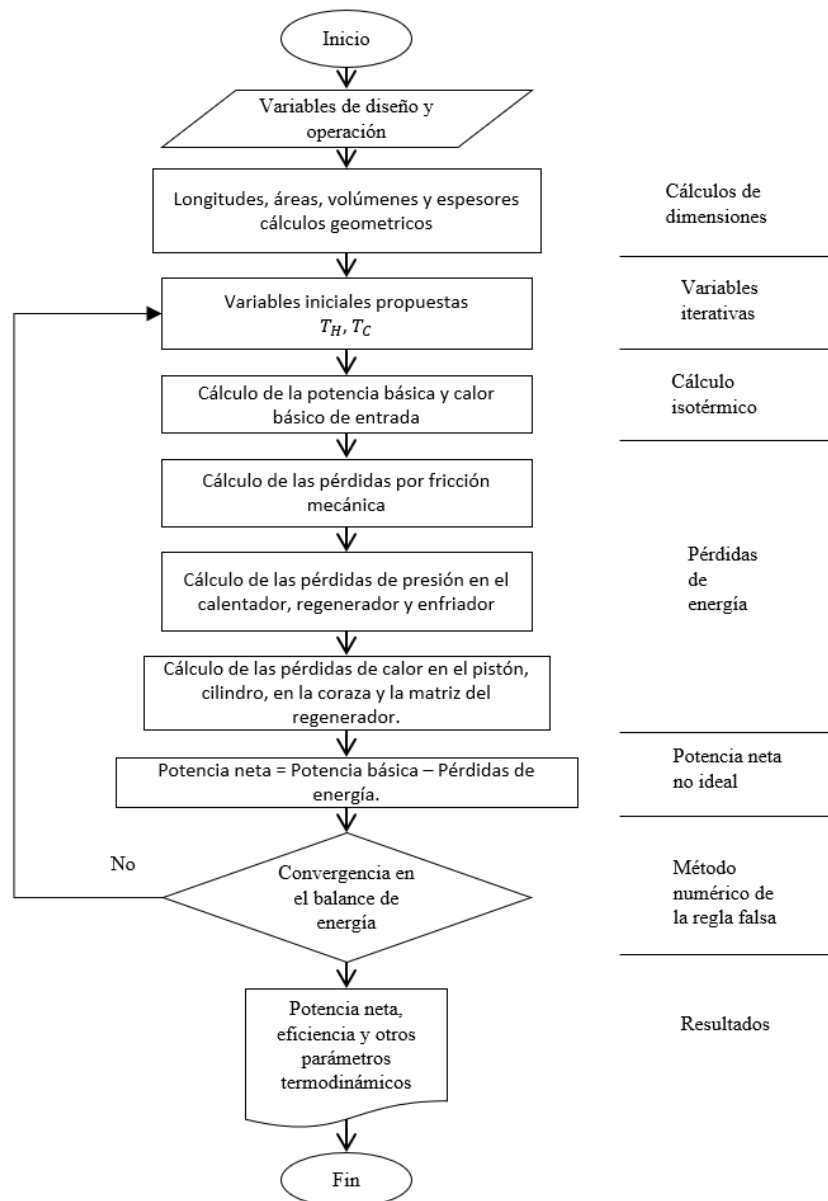 Inicio
Variables de diseño y
operación
Longitudes, áreas, volúmenes y espesores
cálculos geometricos
Cálculos de
dimensiones
Variables iniciales propuestas
T_H, T_C
Variables
iterativas
Cálculo de la potencia básica y calor
básico de entrada
Cálculo
isotérmico
Cálculo de las pérdidas por fricción
mecánica
Cálculo de las pérdidas de presión en el
calentador, regenerador y enfriador
Cálculo de las pérdidas de calor en el pistón,
cilindro, en la coraza y la matriz del
regenerador.
Pérdidas
de
energía
Potencia neta = Potencia básica – Pérdidas de
energía.
Potencia neta
no ideal
No
Convergencia en
el balance de
energía
Método
numérico de
la regla falsa
Potencia neta,
eficiencia y otros
parámetros
termodinámicos
Resultados
Fin